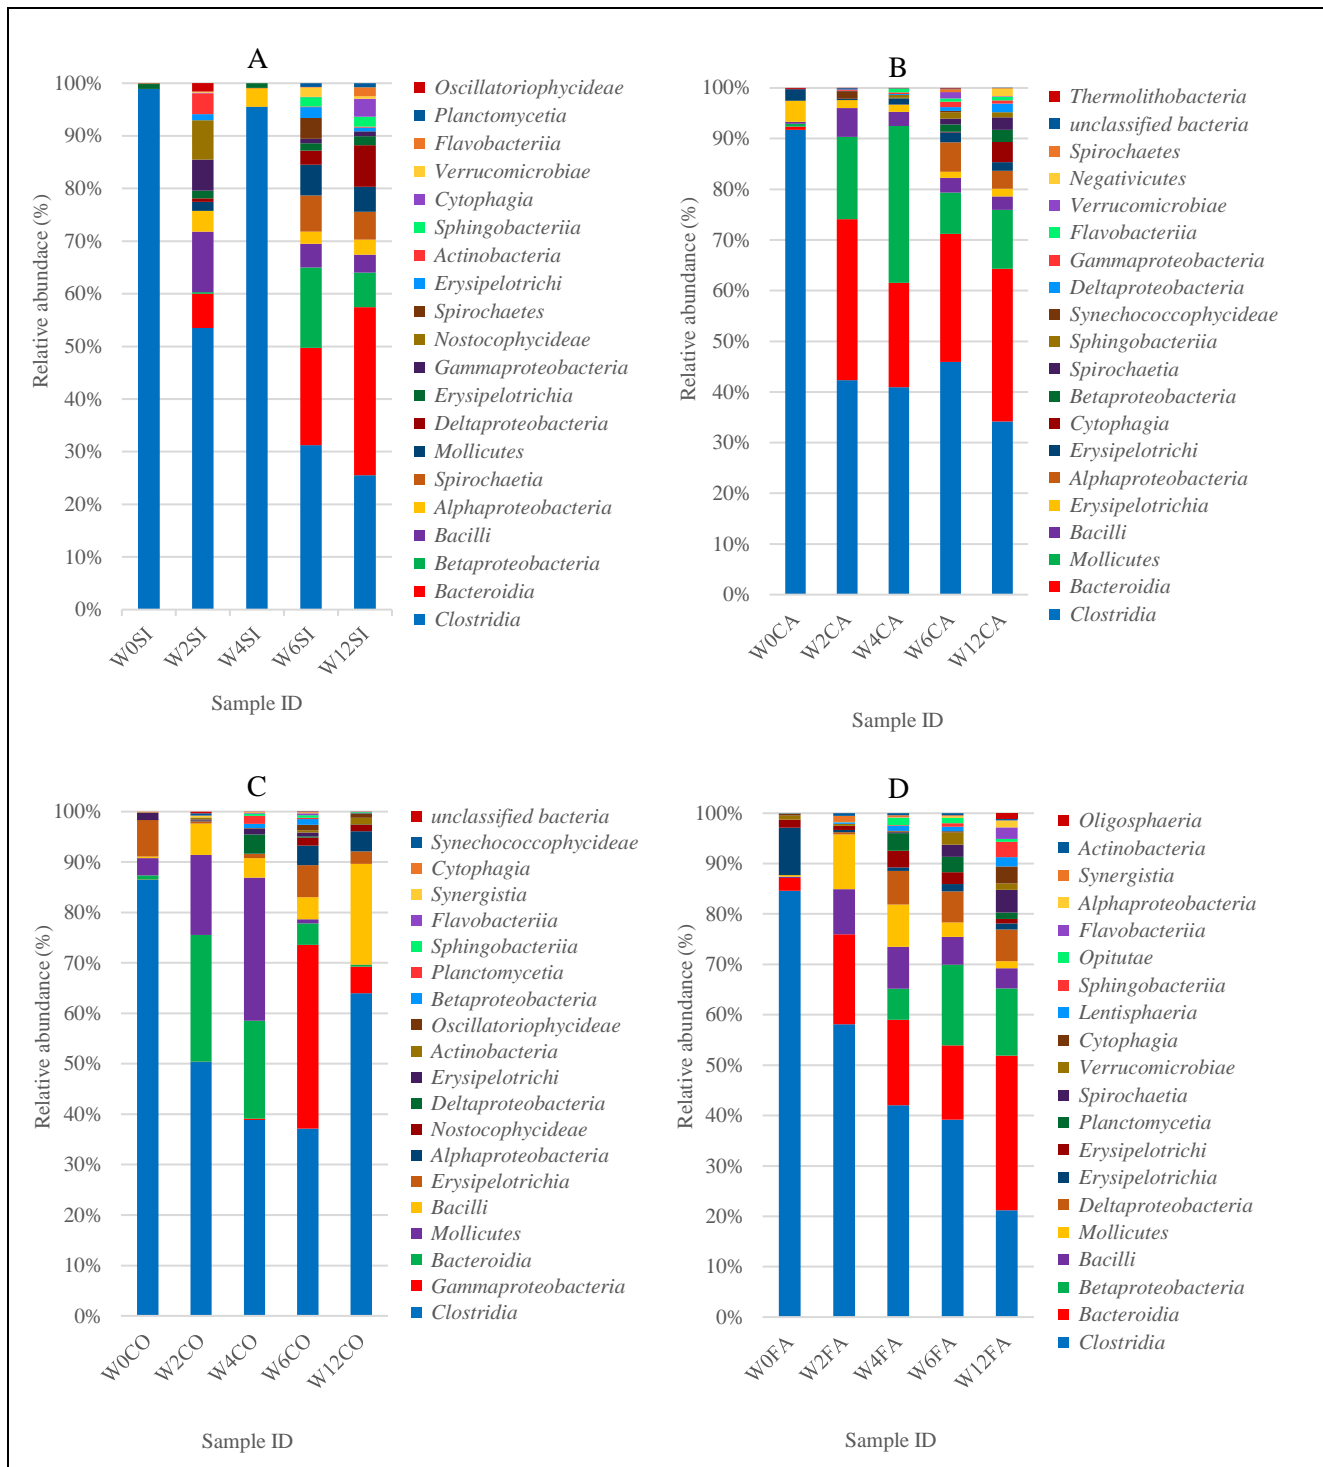 A
Relative abundace (%)
100%
90%
80%
70%
60%
50%
40%
30%
20%
10%
0%
W0SI
W2SI
W4SI
W6SI
W12SI
Sample ID
Oscillatoriophycideae
Planctomycetia
Flavobacteriia
Verrucomicrobiae
Cytophagia
Sphingobacteriia
Actinobacteria
Erysipelotrichi
Spirochaetes
Nostocophycideae
Gammaproteobacteria
Erysipelotrichia
Deltaproteobacteria
Mollicutes
Spirochaetia
Alphaproteobacteria
Bacilli
Betaproteobacteria
Bacteroidia
Clostridia
B
Relative abundance (%)
100%
90%
80%
70%
60%
50%
40%
30%
20%
10%
0%
W0CA
W2CA
W4CA
W6CA
W12CA
Sample ID
Thermolithobacteria
unclassified bacteria
Spirochaetes
Negativicutes
Verrucomicrobiae
Flavobacteriia
Gammaproteobacteria
Deltaproteobacteria
Synechococcophycideae
Sphingobacteriia
Spirochaetia
Betaproteobacteria
Cytophagia
Erysipelotrichi
Alphaproteobacteria
Erysipelotrichia
Bacilli
Mollicutes
Bacteroidia
Clostridia
C
Relative abundance (%)
100%
90%
80%
70%
60%
50%
40%
30%
20%
10%
0%
W0CO
W2CO
W4CO
W6CO
W12CO
Sample ID
unclassified bacteria
Synechococcophycideae
Cytophagia
Synergistia
Flavobacteriia
Sphingobacteriia
Planctomycetia
Betaproteobacteria
Oscillatoriophycideae
Actinobacteria
Erysipelotrichi
Deltaproteobacteria
Nostocophycideae
Alphaproteobacteria
Erysipelotrichia
Bacilli
Mollicutes
Bacteroidia
Gammaproteobacteria
Clostridia
D
Relative abundance (%)
100%
90%
80%
70%
60%
50%
40%
30%
20%
10%
0%
W0FA
W2FA
W4FA
W6FA
W12FA
Sample ID
Oligosphaeria
Actinobacteria
Synergistia
Alphaproteobacteria
Flavobacteriia
Opitutae
Sphingobacteriia
Lentisphaeria
Cytophagia
Verrucomicrobiae
Spirochaetia
Planctomycetia
Erysipelotrichi
Erysipelotrichia
Deltaproteobacteria
Mollicutes
Bacilli
Betaproteobacteria
Bacteroidia
Clostridia